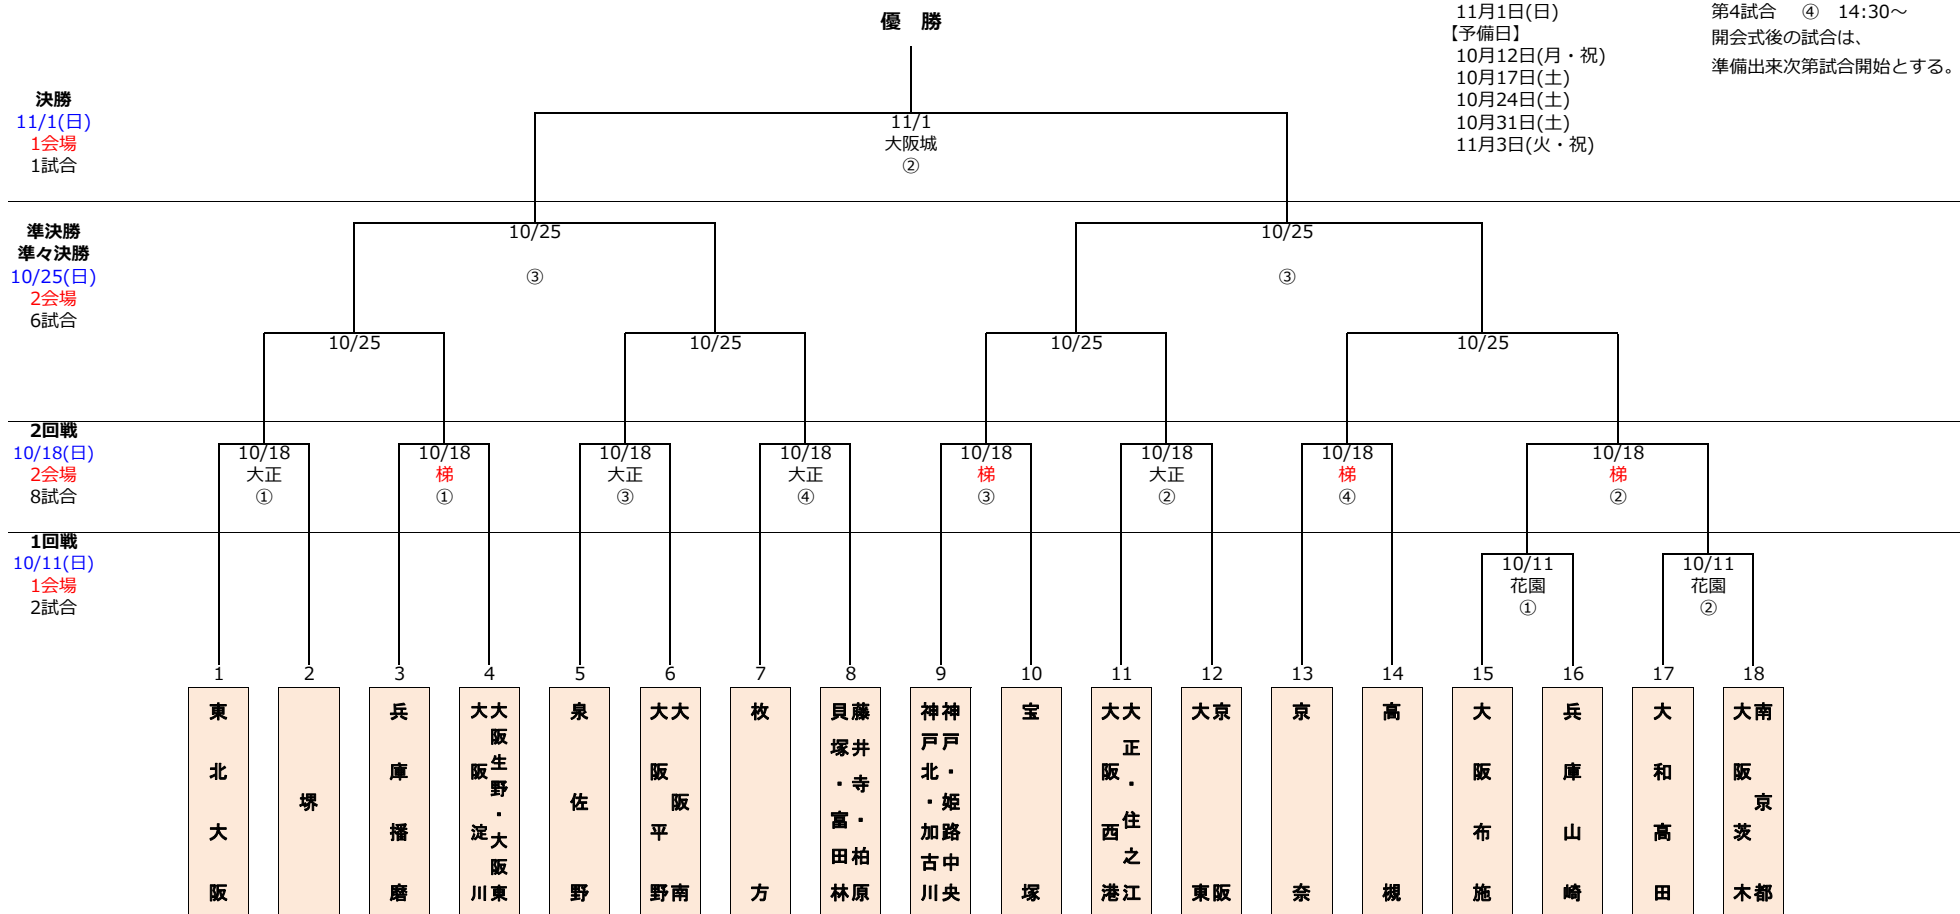 優　勝
11月1日(日)
【予備日】
10月12日(月・祝)
10月17日(土)
10月24日(土)
10月31日(土)
11月3日(火・祝)
第4試合　④　14:30～
開会式後の試合は、
準備出来次第試合開始とする。
決勝
11/1(日)
1会場
1試合
11/1
大阪城
②
準決勝
準々決勝
10/25(日)
2会場
6試合
10/25
③
10/25
③
10/25
10/25
10/25
10/25
2回戦
10/18(日)
2会場
8試合
10/18
大正
①
10/18
梯
①
10/18
大正
③
10/18
大正
④
10/18
梯
③
10/18
大正
②
10/18
梯
④
10/18
梯
②
1回戦
10/11(日)
1会場
2試合
10/11
花園
①
10/11
花園
②
1
東北大阪
2
堺
3
兵庫播磨
4
大阪生野・大阪東
大阪淀川
5
泉佐野
6
大阪南
大阪平野
7
枚方
8
藤井寺・柏原
貝塚・富田林
9
神戸・姫路中央
神戸北・加古川
10
宝塚
11
大正・住之江
大阪西港
12
京阪
大東
13
京奈
14
高槻
15
大阪布施
16
兵庫山崎
17
大和高田
18
南京都
大阪茨木